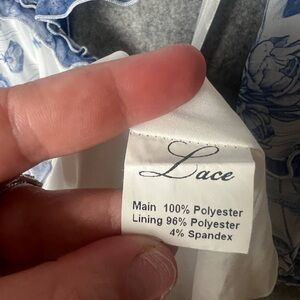 Lace
Main 100% Polyester
Lining 96% Polyester
4% Spandex